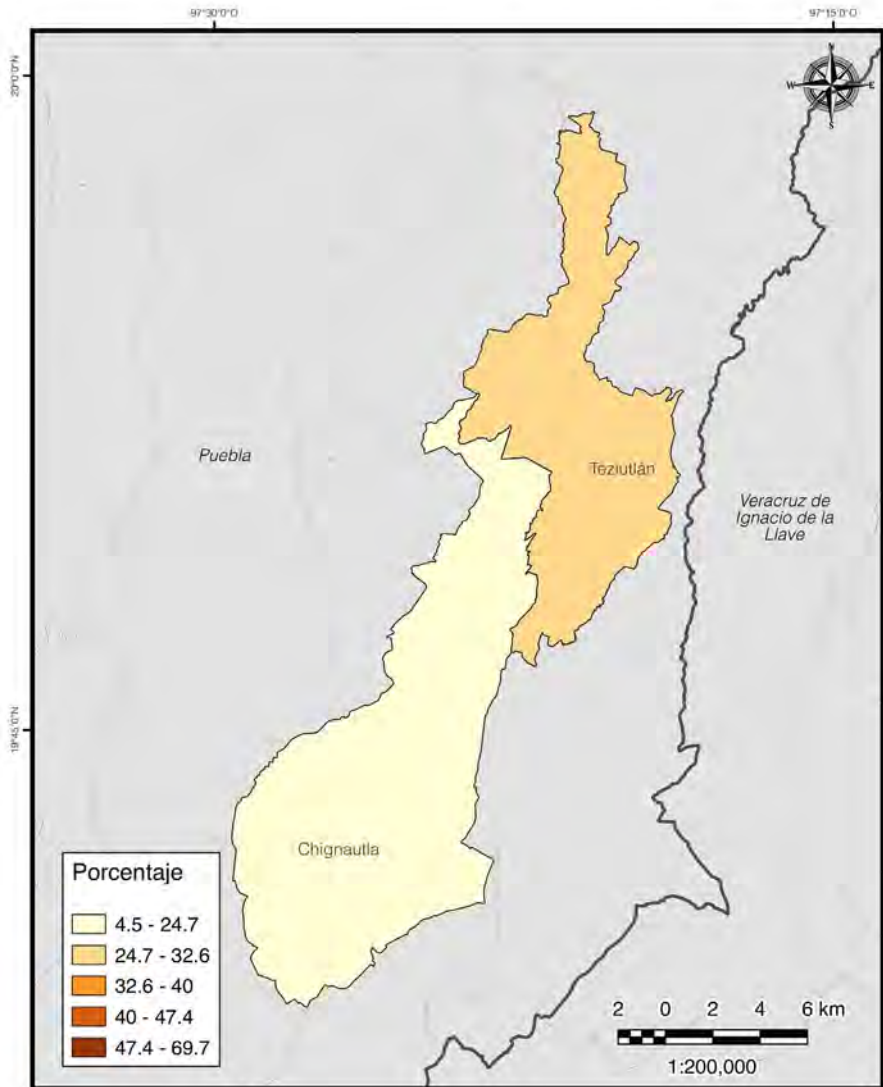 97°30'0"O
97°15'0"O
20°0'0"N
N
W
E
S
Puebla
Teziutlán
Veracruz de
Ignacio de la
Llave
19°45'0"N
Chignautla
Porcentaje
4.5 - 24.7
24.7 - 32.6
32.6 - 40
40 - 47.4
47.4 - 69.7
2 0 2 4 6 km
1:200,000